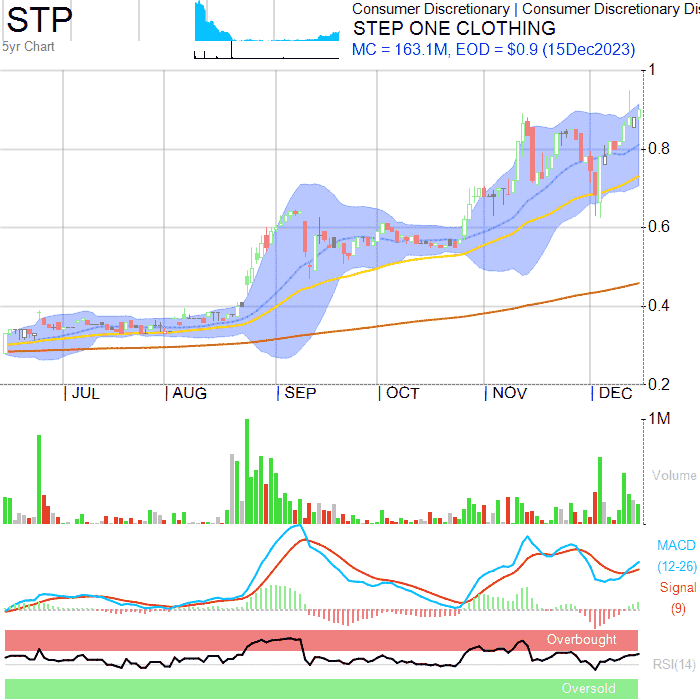 STP
5yr Chart
Consumer Discretionary | Consumer Discretionary Dis
STEP ONE CLOTHING
MC = 163.1M, EOD = $0.9 (15Dec2023)
1
0.8
0.6
0.4
0.2
JUL AUG SEP OCT NOV DEC
1M
Volume
MACD
(12-26)
Signal
(9)
Overbought
RSI(14)
Oversold